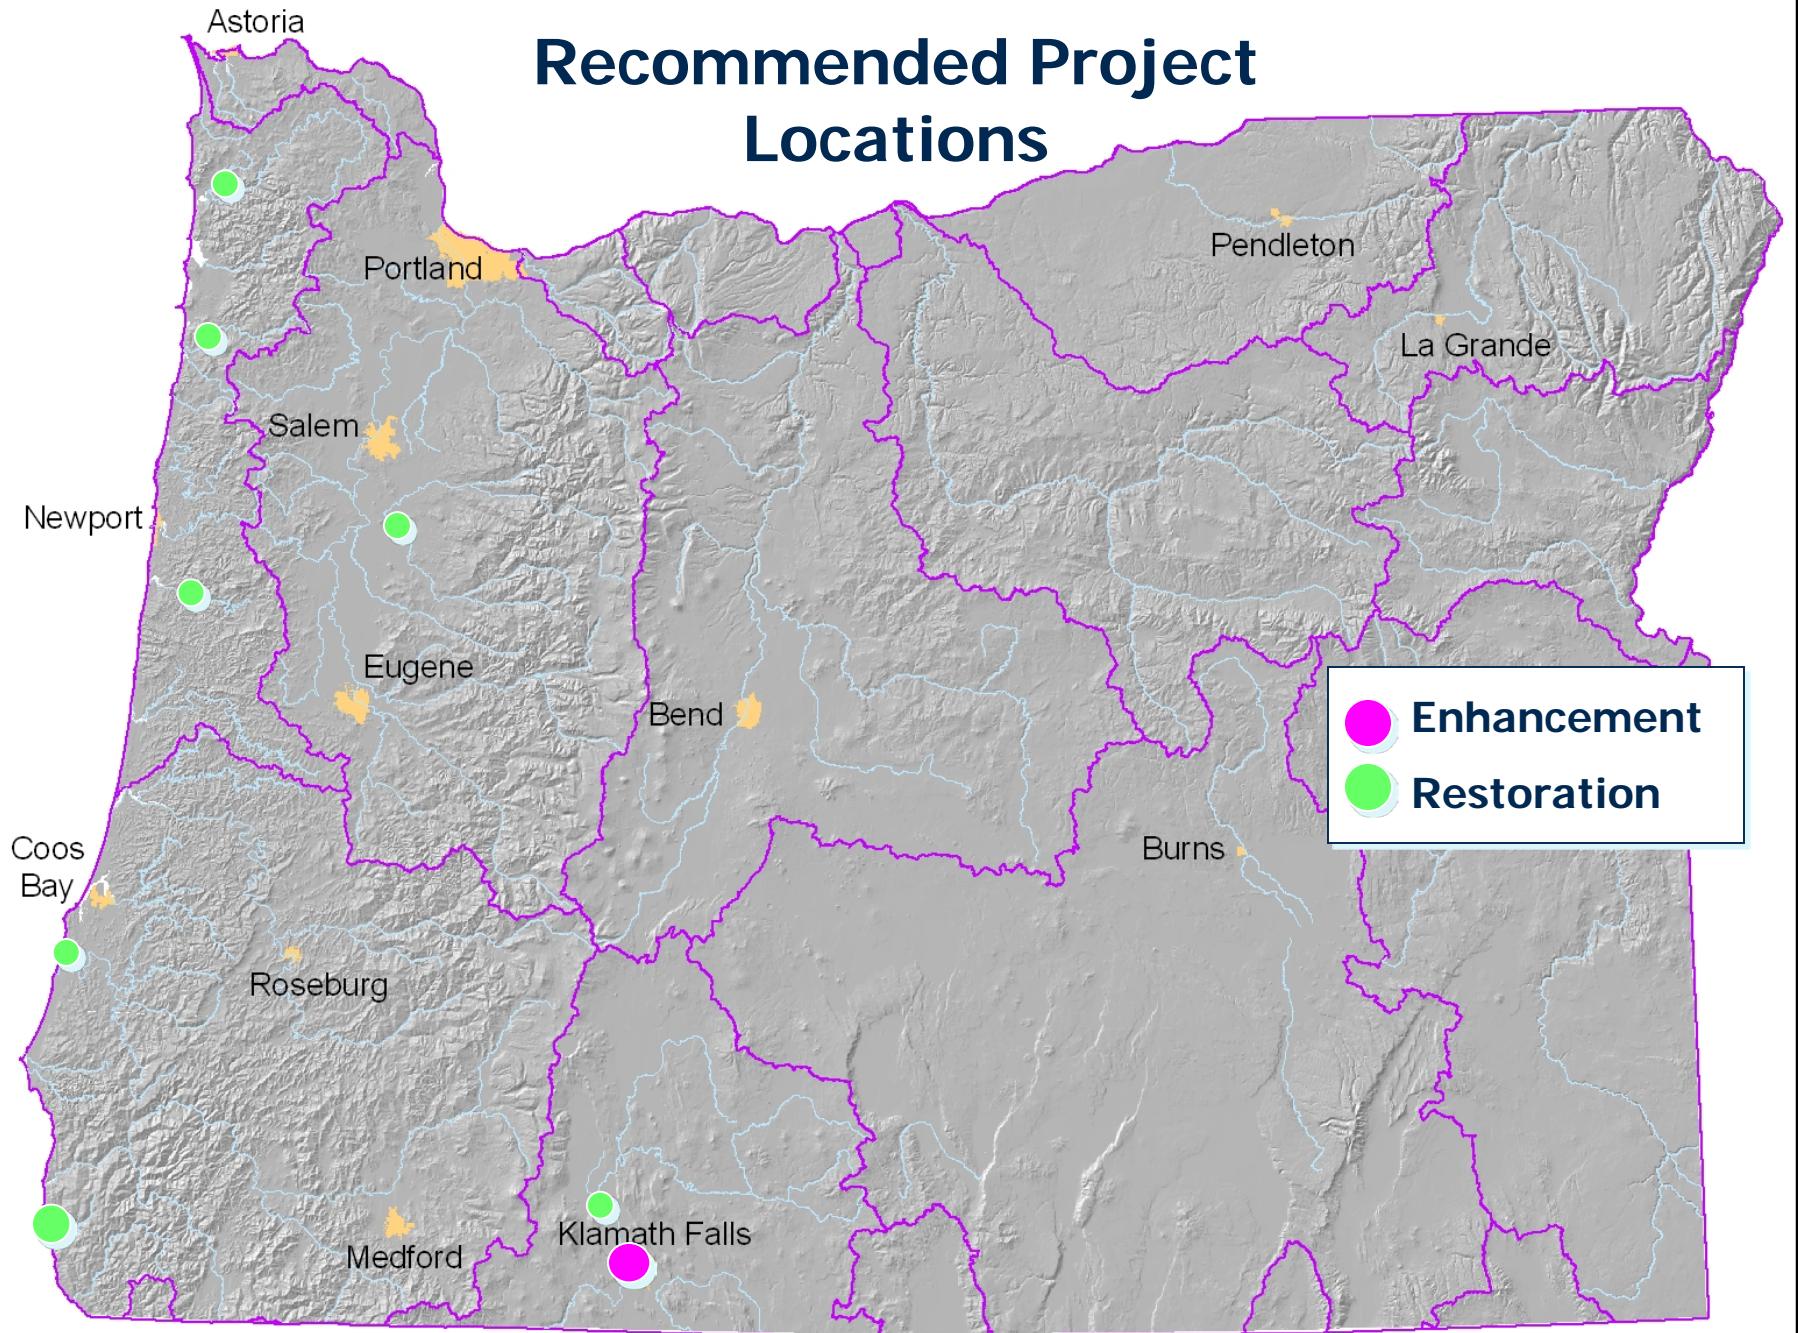 Astoria
Recommended Project
Locations
Pendleton
Portland
La Grande
Salem
Newport
Eugene
Bend
Enhancement
Restoration
Coos
Bay
Burns
Roseburg
Klamath Falls
Medford